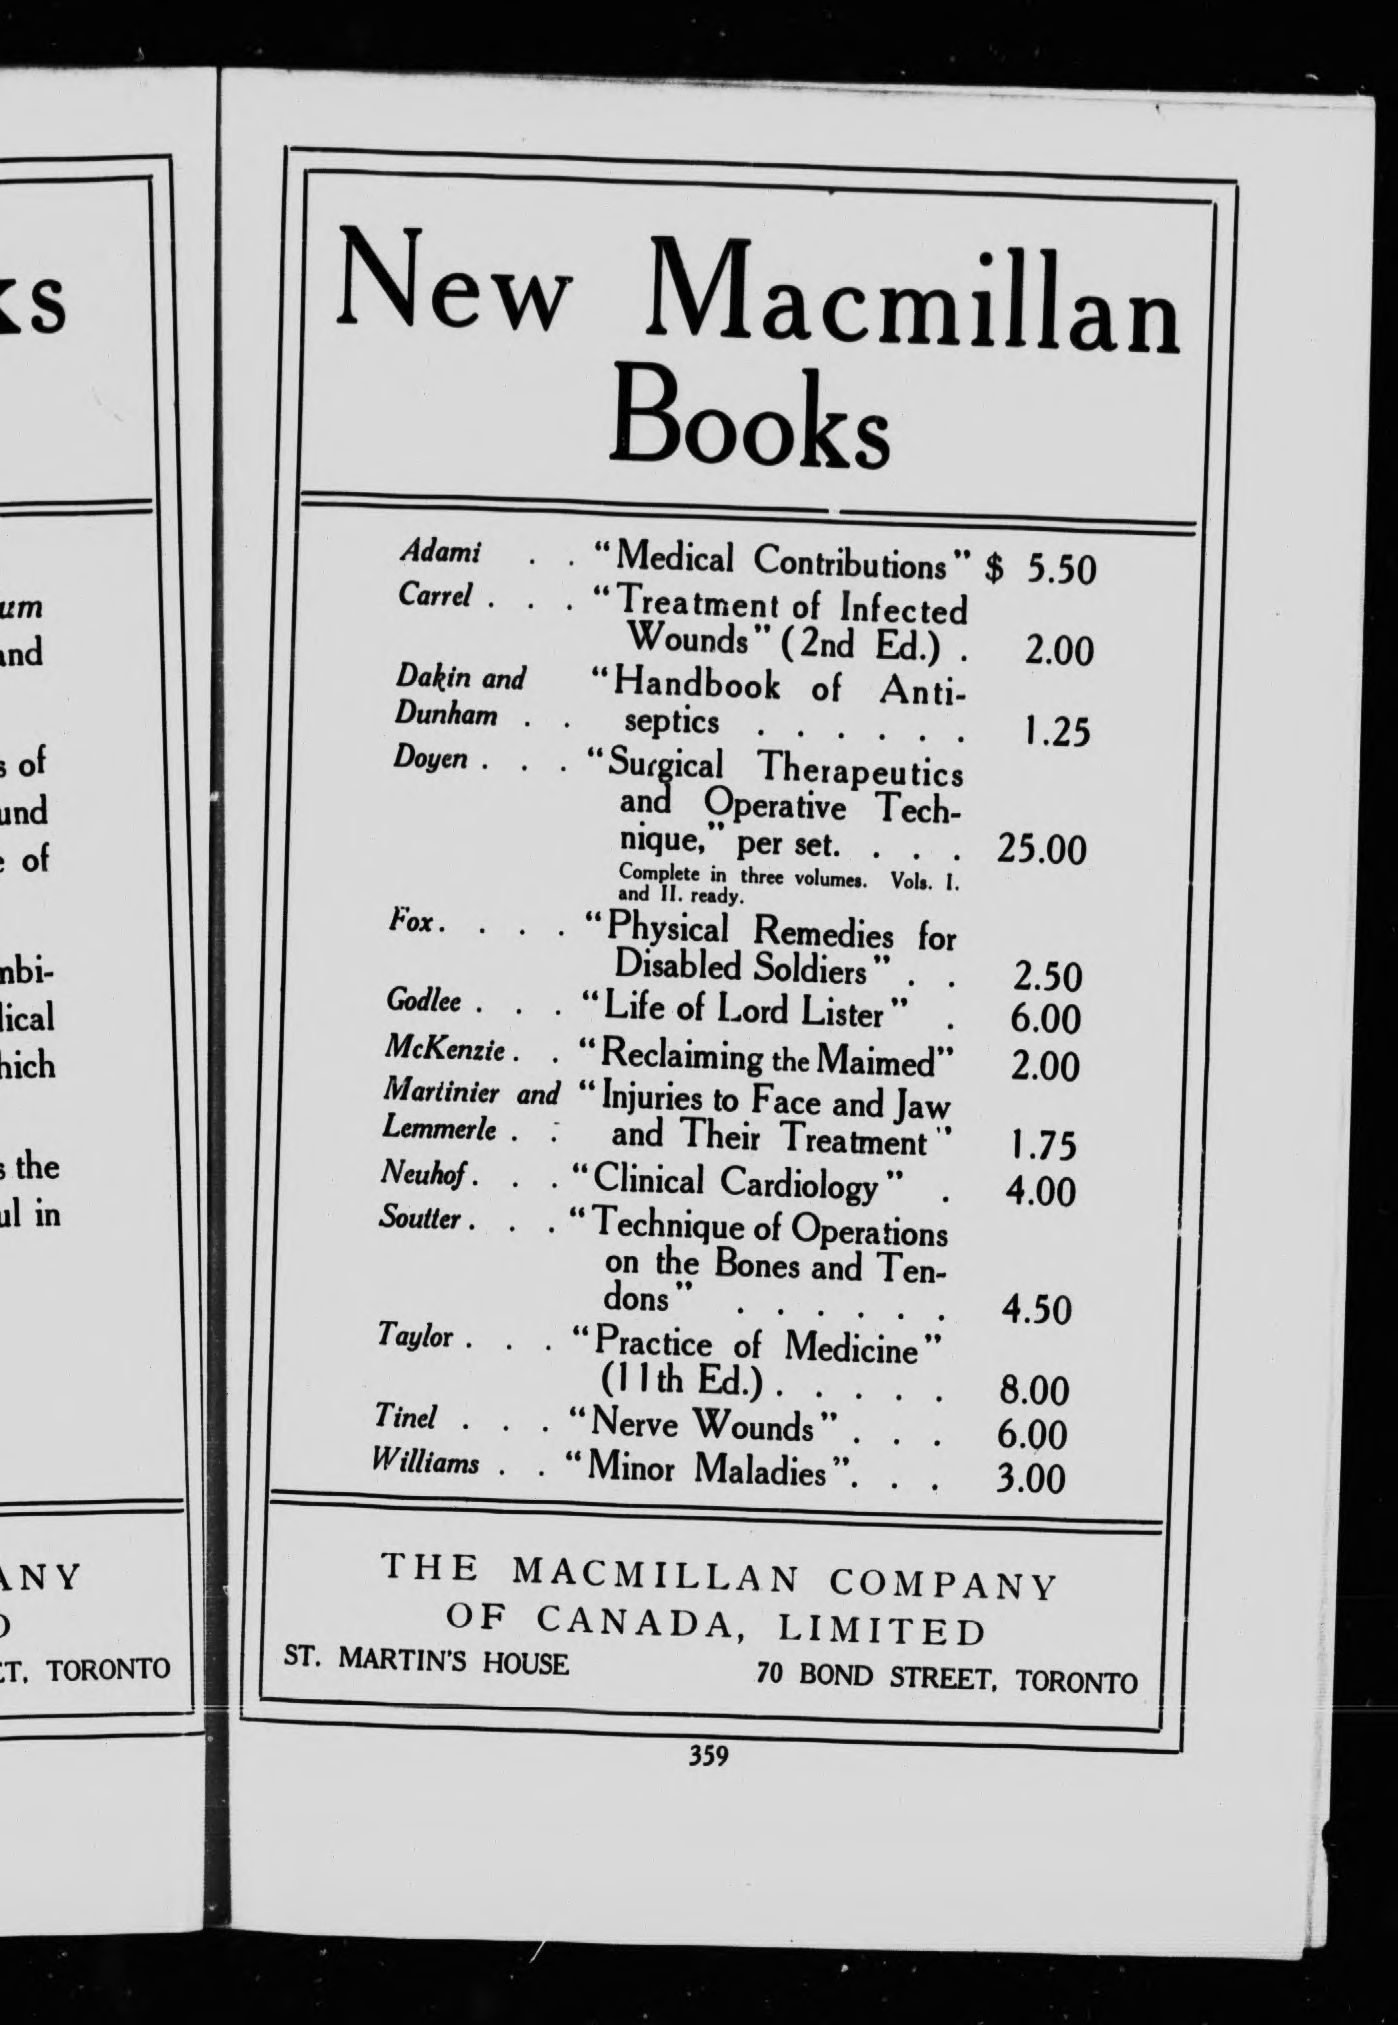 ks
um
and
s of
und
e of
mbi-
lical
hich
s the
ul in
ANY
D
ET, TORONTO
New Macmillan
Books
Adami . . “Medical Contributions” $ 5.50
Carrel . . . “Treatment of Infected
Wounds” (2nd Ed.) . 2.00
Dakin and “Handbook of Anti-
Dunham . . septics . . . . . . 1.25
Doyen . . . “Surgical Therapeutics
and Operative Tech-
nique,” per set. . . . 25.00
Complete in three volumes. Vols. I.
and II. ready.
Fox. . . . “Physical Remedies for
Disabled Soldiers” . . 2.50
Godlee . . . “Life of Lord Lister” . 6.00
McKenzie . . “Reclaiming the Maimed” 2.00
Martinier and “Injuries to Face and Jaw
Lemmerle . . and Their Treatment” 1.75
Neuhof. . . “Clinical Cardiology” . 4.00
Soutter . . . “Technique of Operations
on the Bones and Ten-
dons” . . . . . . 4.50
Taylor . . . “Practice of Medicine”
(11th Ed.) . . . . . 8.00
Tinel . . . “Nerve Wounds” . . . 6.00
Williams . . “Minor Maladies”. . . 3.00
THE MACMILLAN COMPANY
OF CANADA, LIMITED
ST. MARTIN'S HOUSE 70 BOND STREET, TORONTO
359